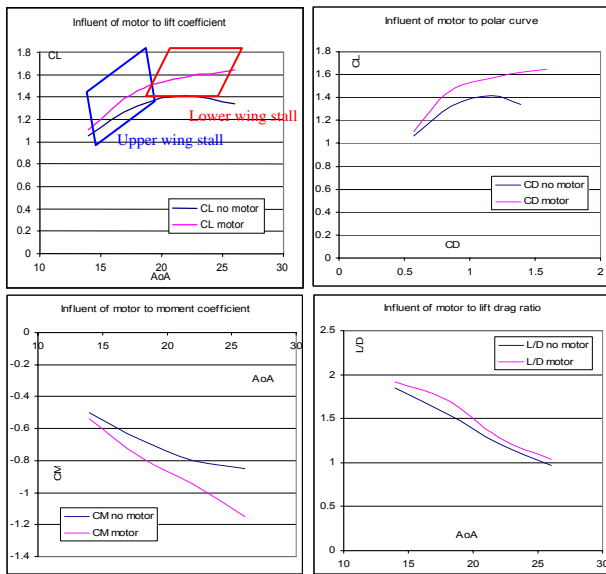 Influent of motor to lift coefficient
CL
1.8
1.6
1.4
1.2
1
0.8
0.6
0.4
0.2
0
Lower wing stall
Upper wing stall
CL no motor
CL motor
10 15 20 25 30
AoA
Influent of motor to polar curve
CL
1.8
1.6
1.4
1.2
1
0.8
0.6
0.4
0.2
0
CD no motor
CD motor
CD
0 0.5 1 1.5 2
Influent of motor to moment coefficient
10 15 20 25 30
0
-0.2
-0.4
-0.6
-0.8
-1
-1.2
-1.4
AoA
CM
CM no motor
CM motor
Influent of motor to lift drag ratio
L/D
2.5
2
1.5
1
0.5
0
L/D no motor
L/D motor
AoA
10 15 20 25 30